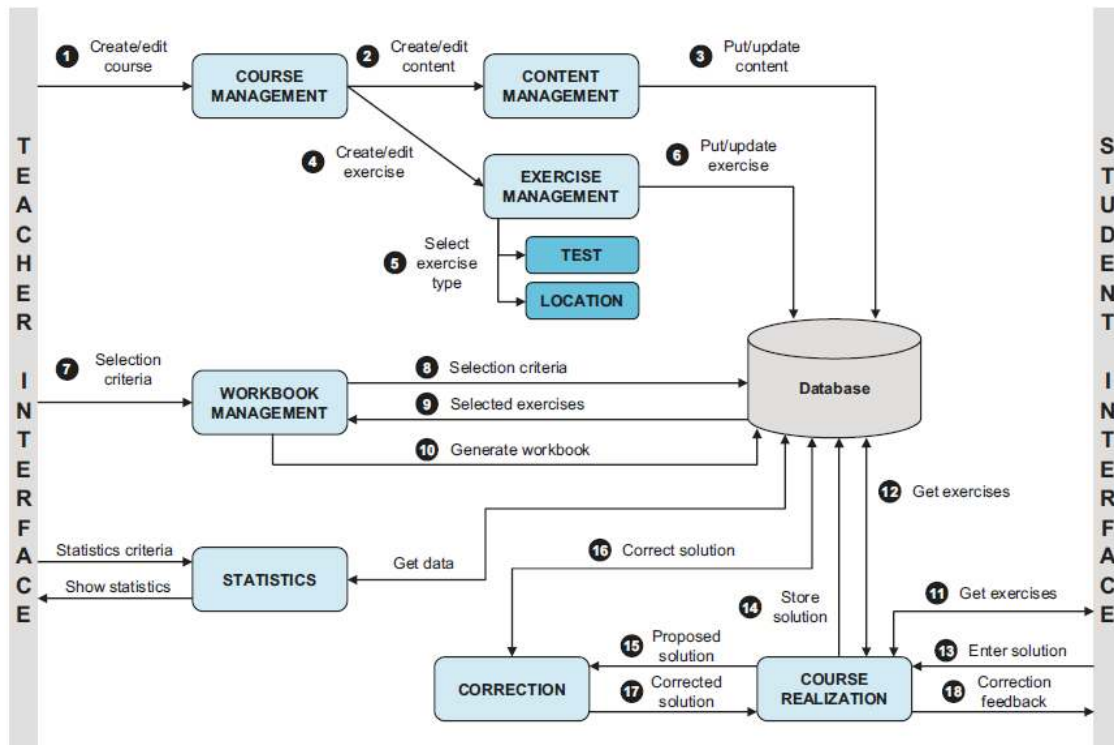 TEACHER INTERFACE
1 Create/edit
course
COURSE
MANAGEMENT
2 Create/edit
content
CONTENT
MANAGEMENT
3 Put/update
content
4 Create/edit
exercise
EXERCISE
MANAGEMENT
6 Put/update
exercise
5 Select
exercise
type
TEST
LOCATION
7 Selection
criteria
WORKBOOK
MANAGEMENT
8 Selection criteria
9 Selected exercises
10 Generate workbook
Database
12 Get exercises
Statistics criteria
Show statistics
STATISTICS
Get data
16 Correct solution
14 Store
solution
11 Get exercises
15 Proposed
solution
13 Enter solution
CORRECTION
17 Corrected
solution
COURSE
REALIZATION
18 Correction
feedback
STUDENT INTERFACE